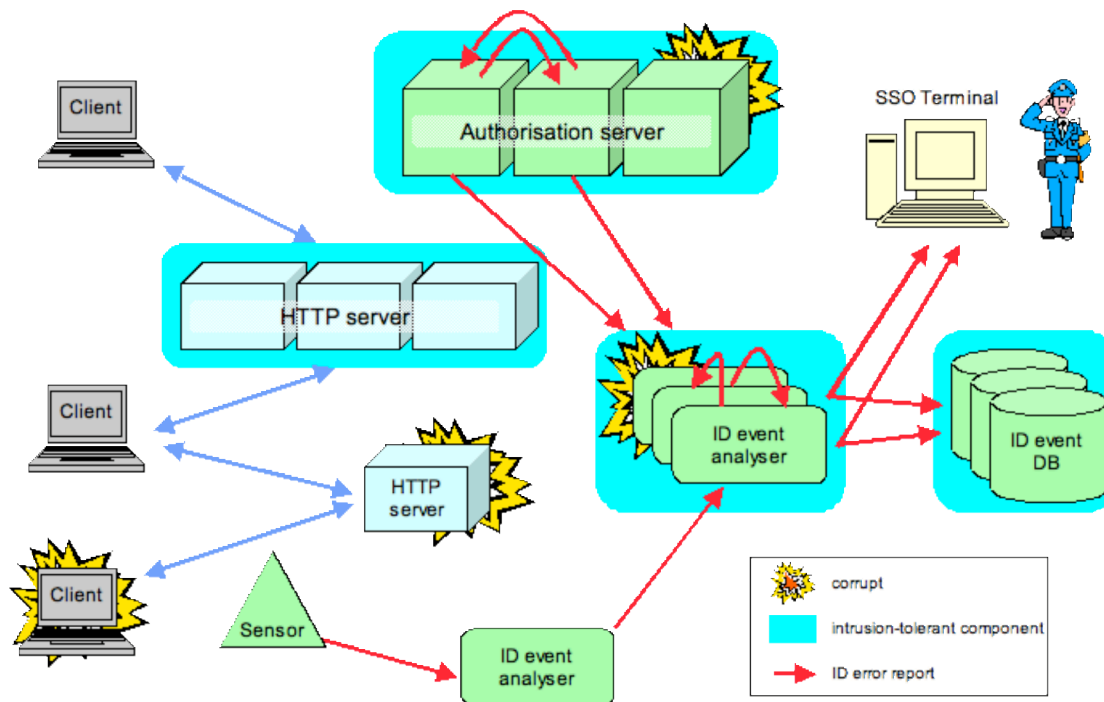 Client
Authorisation server
SSO Terminal
HTTP server
Client
ID event
analyser
ID event
DB
HTTP
server
Client
Sensor
ID event
analyser
corrupt
intrusion-tolerant component
ID error report